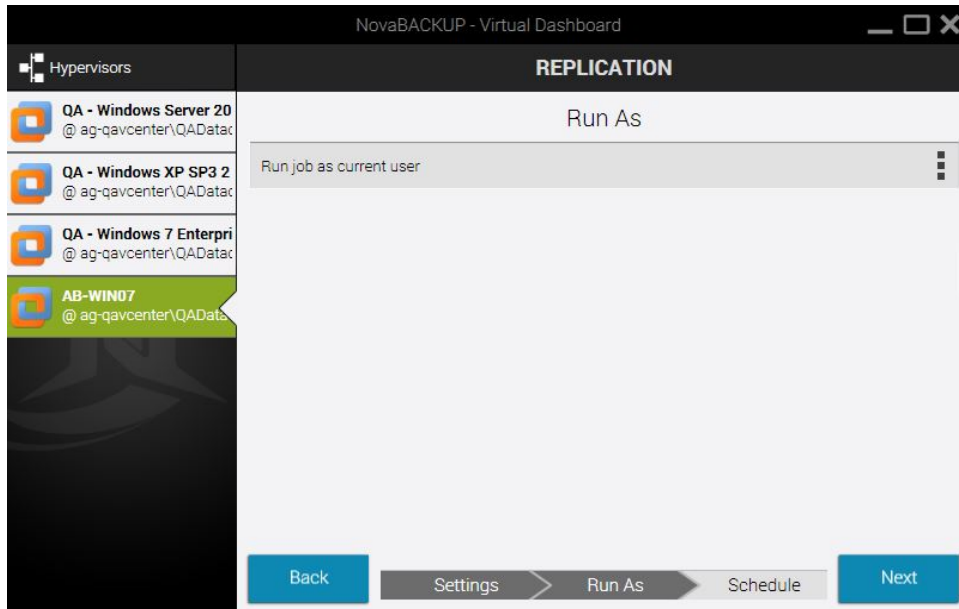 NovaBACKUP - Virtual Dashboard
Hypervisors
REPLICATION
QA - Windows Server 20
@ ag-qavcenter\QADatac
QA - Windows XP SP3 2
@ ag-qavcenter\QADatac
QA - Windows 7 Enterpri
@ ag-qavcenter\QADatac
AB-WIN07
@ ag-qavcenter\QAData
Run As
Run job as current user
Back
Settings
Run As
Schedule
Next